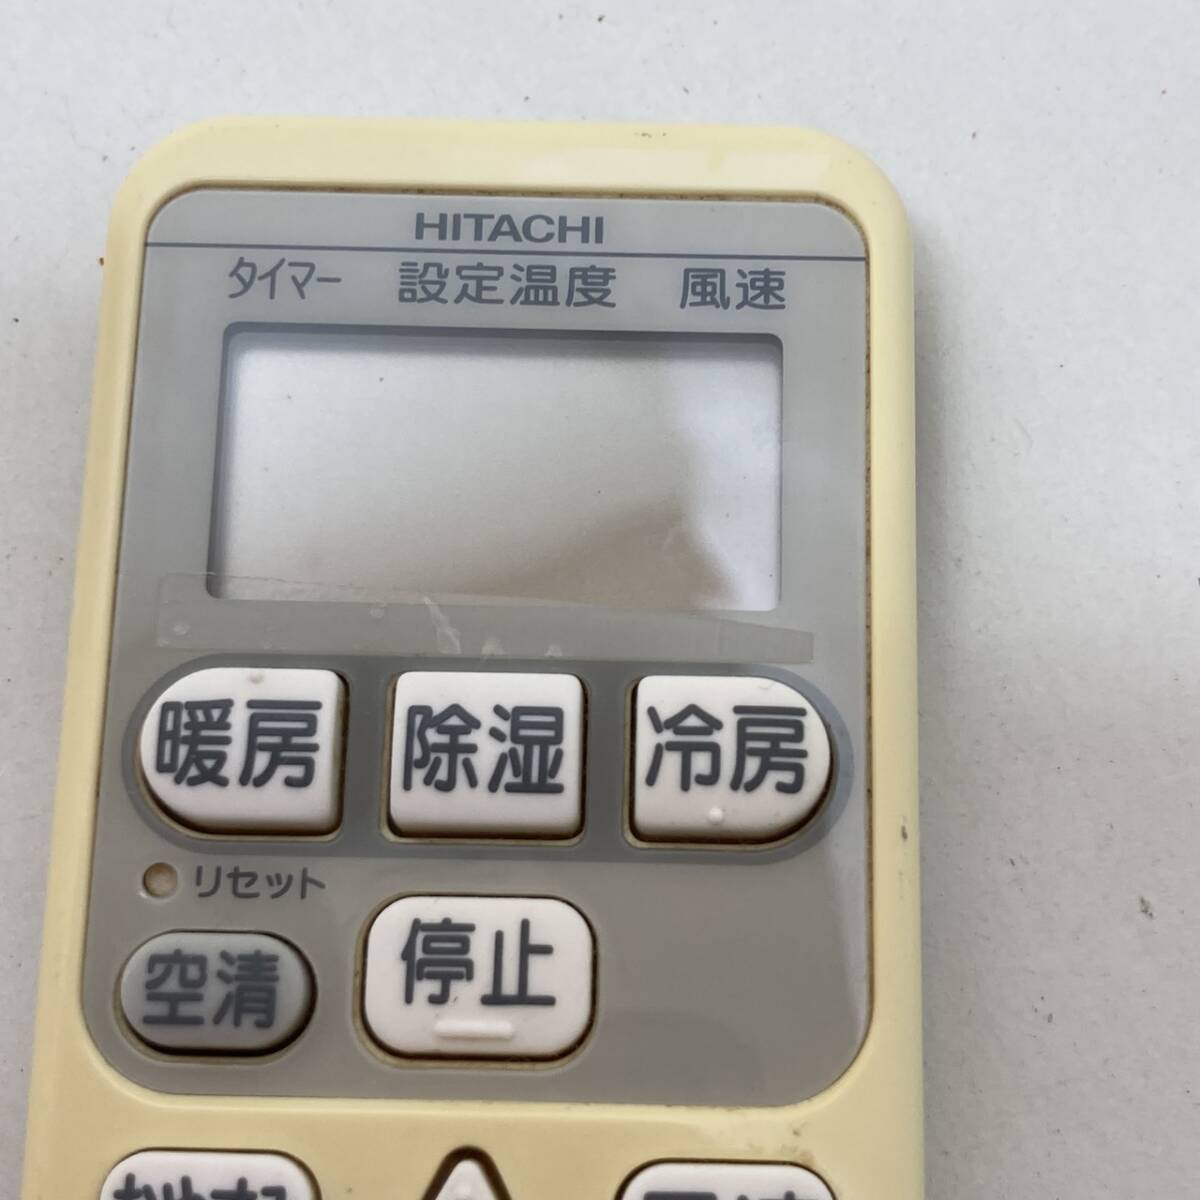 HITACHI
タイマー 設定温度 風速
暖房 除湿 冷房
リセット
空清 停止